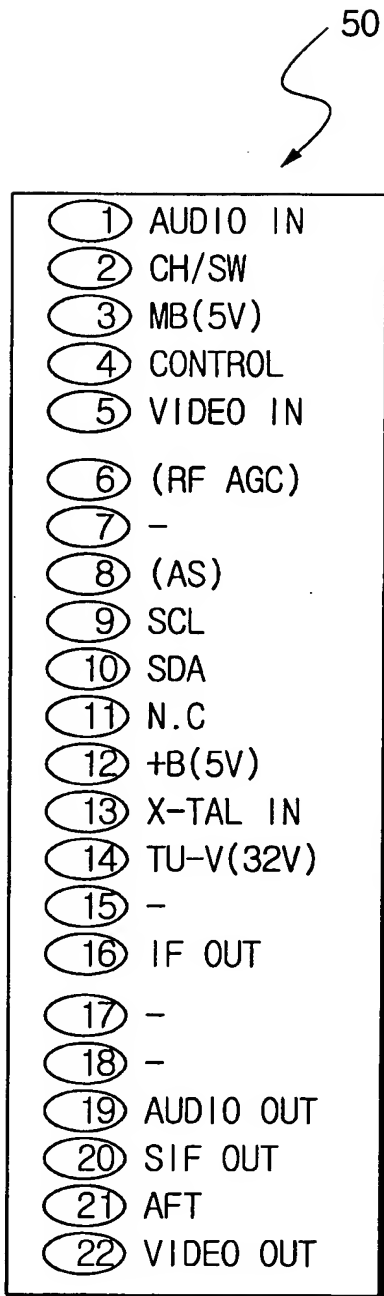 50
1 AUDIO IN
2 CH/SW
3 MB(5V)
4 CONTROL
5 VIDEO IN
6 (RF AGC)
7 -
8 (AS)
9 SCL
10 SDA
11 N.C
12 +B(5V)
13 X-TAL IN
14 TU-V(32V)
15 -
16 IF OUT
17 -
18 -
19 AUDIO OUT
20 SIF OUT
21 AFT
22 VIDEO OUT